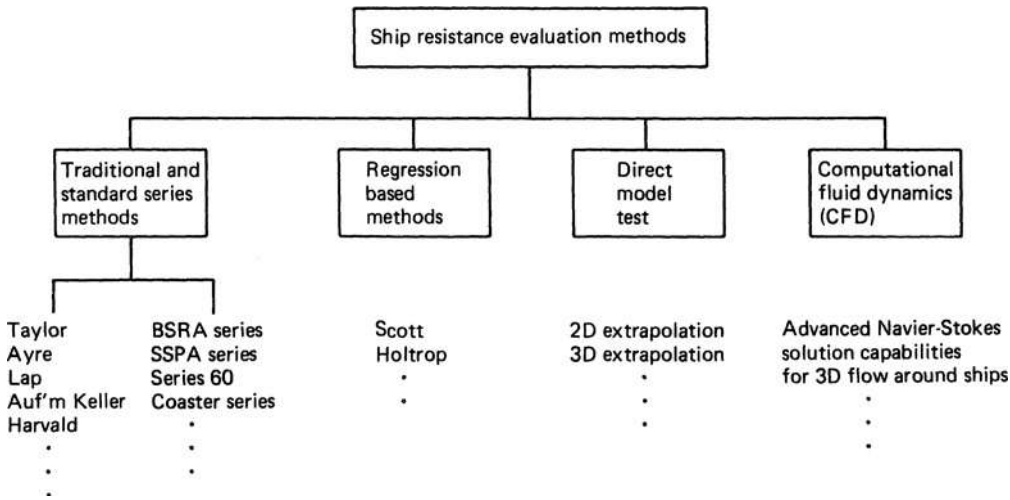 Ship resistance evaluation methods
Traditional and
standard series
methods
Regression
based
methods
Direct
model
test
Computational
fluid dynamics
(CFD)
Taylor
Ayre
Lap
Auf'm Keller
Harvald
BSRA series
SSPA series
Series 60
Coaster series
Scott
Holtrop
2D extrapolation
3D extrapolation
Advanced Navier-Stokes
solution capabilities
for 3D flow around ships